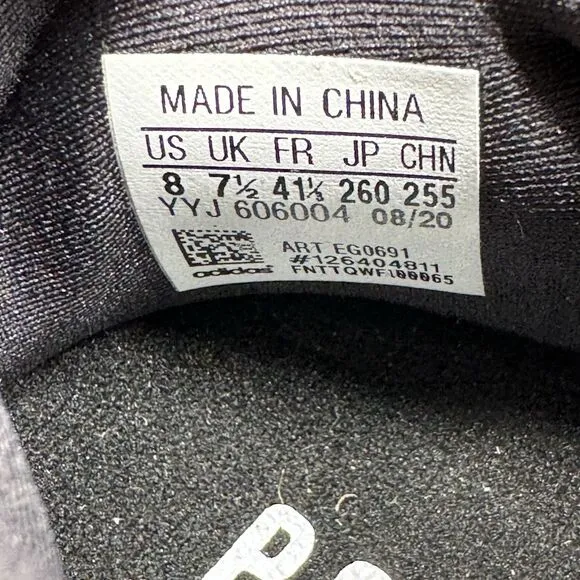 MADE IN CHINA
US UK FR JP CHN
8 7½ 41⅓ 260 255
YYJ 606004 08/20
ART EG0691
#126404811
FNTTQWF100065
adidas